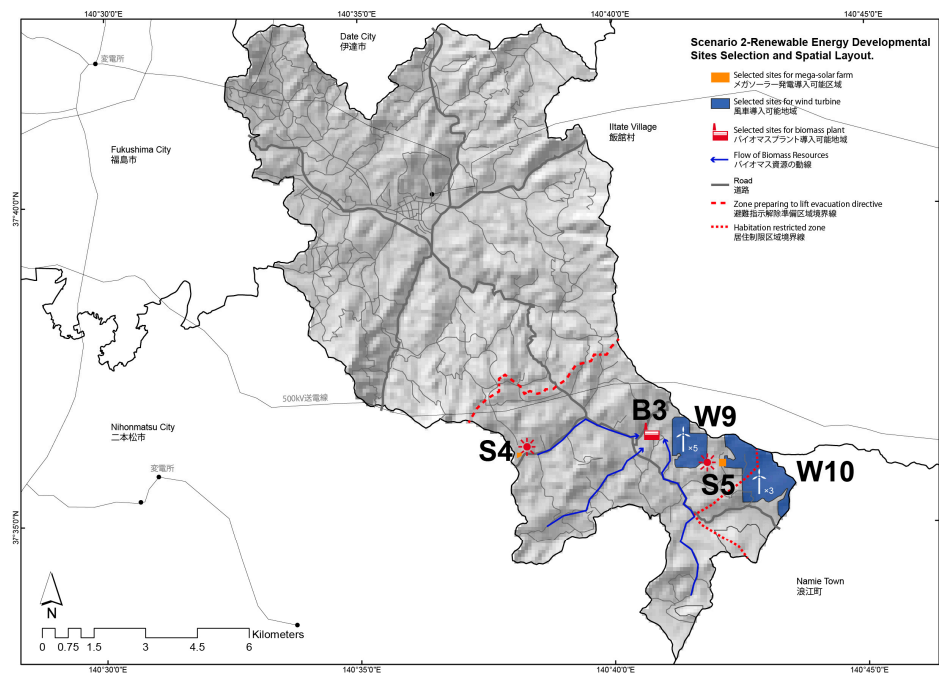 140°30'0"E
140°35'0"E
140°40'0"E
140°45'0"E
Date City
伊達市
変電所
Fukushima City
福島市
IItate Village
飯館村
Scenario 2-Renewable Energy Developmental
Sites Selection and Spatial Layout.
Selected sites for mega-solar farm
メガソーラー発電導入可能区域
Selected sites for wind turbine
風車導入可能地域
Selected sites for biomass plant
バイオマスプラント導入可能地域
Flow of Biomass Resources
バイオマス資源の動線
Road
道路
Zone preparing to lift evacuation directive
避難指示解除準備区域境界線
Habitation restricted zone
居住制限区域境界線
37°40'0"N
37°40'0"N
500kV送電線
Nihonmatsu City
二本松市
変電所
B3
W9
×5
S4
S5
W10
×3
37°35'0"N
37°35'0"N
Namie Town
浪江町
N
Kilometers
0 0.75 1.5 3 4.5 6
140°30'0"E
140°35'0"E
140°40'0"E
140°45'0"E